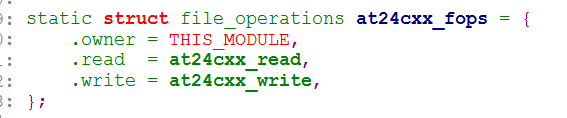 static struct file_operations at24cxx_fops = {
.owner = THIS_MODULE,
.read  = at24cxx_read,
.write = at24cxx_write,
};